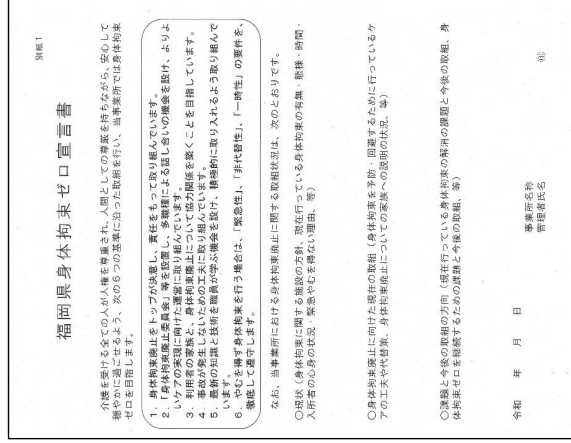 別紙1
福岡県身体拘束ゼロ宣言書
介護を受ける全ての人が人権を尊重され、人間としての尊厳を持ちながら、安心して
穏やかに過ごせるよう、次の6つの基準に沿った取組を行い、当事業所では身体拘束
ゼロを目指します。
1．身体拘束廃止をトップが決意し、責任をもって取り組んでいます。
2．「身体拘束廃止委員会」等を設置し、多職種による話し合いの機会を設け、よりよ
いケアの実現に向けた運営に取り組んでいます。
3．利用者の家族と、身体拘束廃止について協力関係を築くことを目指しています。
4．事故が発生しないための工夫に取り組んでいます。
5．最新の知識と技術を職員が学ぶ機会を設け、積極的に取り入れるよう取り組んで
います。
6．やむを得ず身体拘束を行う場合は、「緊急性」、「非代替性」、「一時性」の要件を、
徹底して遵守します。
なお、当事業所における身体拘束廃止に関する取組状況は、次のとおりです。
○現状（身体拘束に関する施設の方針、現在行っている身体拘束の有無・態様・時間・
入所者の心身の状況・緊急やむを得ない理由、等）
○身体拘束廃止に向けた現在の取組（身体拘束を予防・回避するために行っているケ
アの工夫や代替策、身体拘束廃止についての家族への説明の状況、等）
○課題と今後の取組の方向（現在行っている身体拘束の解消の課題と今後の取組、身
体拘束ゼロを継続するための課題と今後の取組、等）
令和　　年　　月　　日
事業所名称
管理者氏名　　㊞